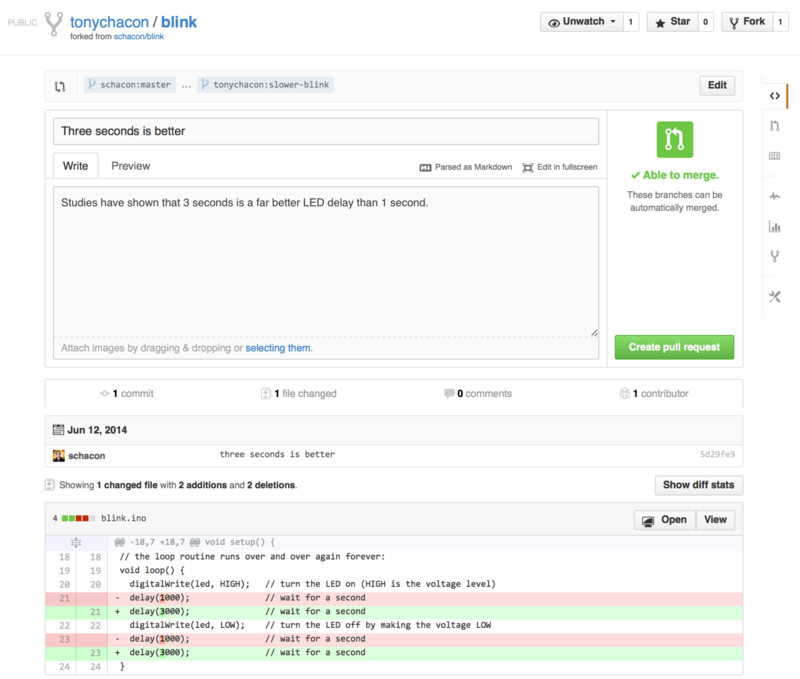 PUBLIC tonychacon / blink
forked from schacon/blink
Unwatch 1 Star 0 Fork 1
schacon:master ... tonychacon:slower-blink Edit
Three seconds is better
Write Preview Parsed as Markdown Edit in fullscreen
Studies have shown that 3 seconds is a far better LED delay than 1 second.
Attach images by dragging & dropping or selecting them.
Able to merge.
These branches can be
automatically merged.
Create pull request
1 commit 1 file changed 0 comments 1 contributor
Jun 12, 2014
schacon three seconds is better 5d29fe9
Showing 1 changed file with 2 additions and 2 deletions. Show diff stats
4 blink.ino Open View
@@ -18,7 +18,7 @@ void setup() {
18 18 // the loop routine runs over and over again forever:
19 19 void loop() {
20 20 digitalWrite(led, HIGH); // turn the LED on (HIGH is the voltage level)
21 - delay(1000); // wait for a second
21 + delay(3000); // wait for a second
22 22 digitalWrite(led, LOW); // turn the LED off by making the voltage LOW
23 - delay(1000); // wait for a second
23 + delay(3000); // wait for a second
24 24 }